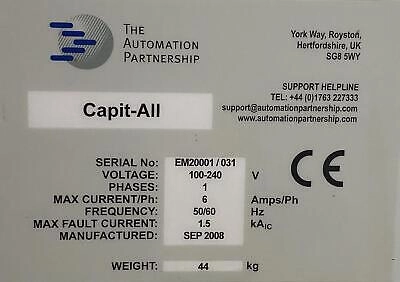 THE
AUTOMATION
PARTNERSHIP
York Way, Royston,
Hertfordshire, UK
SG8 5WY
SUPPORT HELPLINE
TEL: +44 (0)1763 227333
support@automationpartnership.com
www.automationpartnership.com
Capit-All
SERIAL No: EM20001 / 031
VOLTAGE: 100-240 V
PHASES: 1
MAX CURRENT/Ph: 6 Amps/Ph
FREQUENCY: 50/60 Hz
MAX FAULT CURRENT: 1.5 kAIC
MANUFACTURED: SEP 2008
WEIGHT: 44 kg
CE